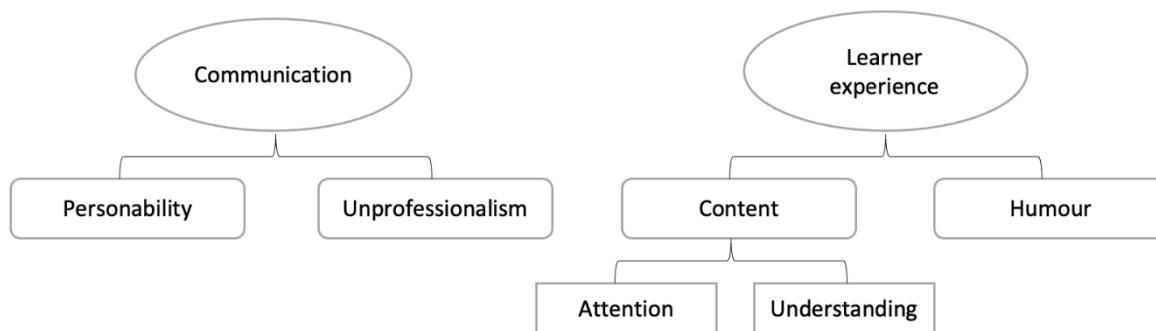 Communication
Learner
experience
Personability
Unprofessionalism
Content
Humour
Attention
Understanding